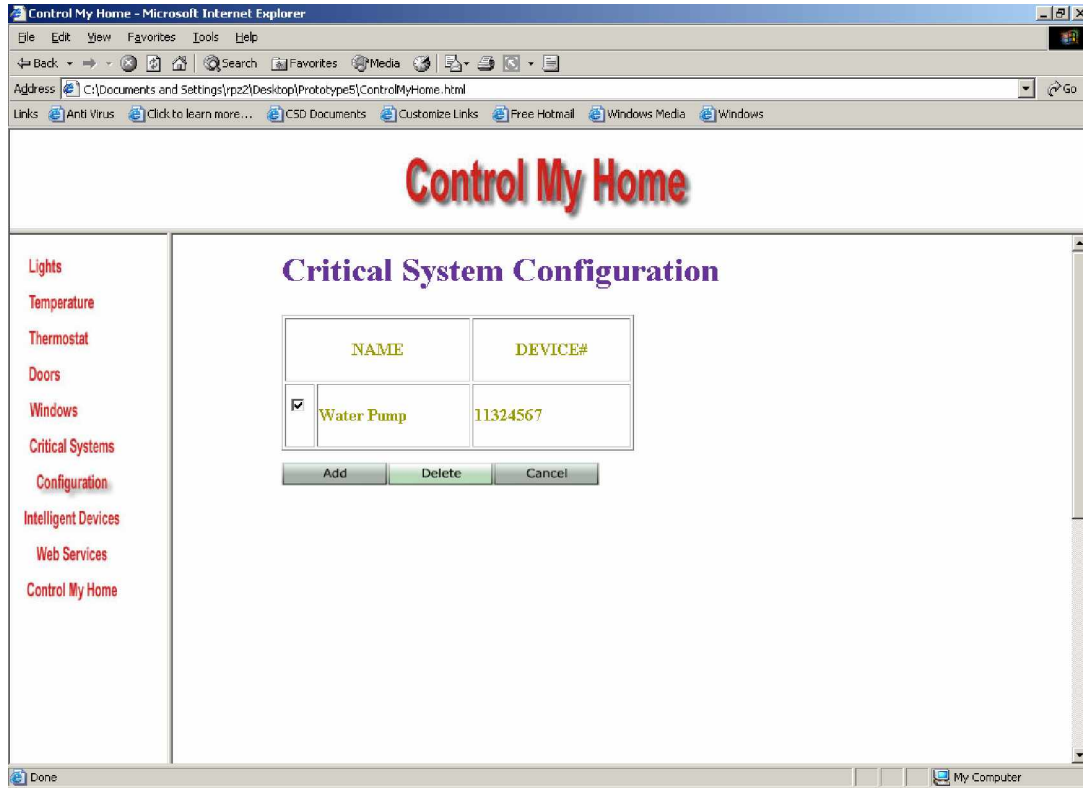 Control My Home - Microsoft Internet Explorer
File Edit View Favorites Tools Help
Back Search Favorites Media
Address C:\Documents and Settings\rpz2\Desktop\Prototype5\ControlMyHome.html Go
Links Anti Virus Click to learn more... CSD Documents Customize Links Free Hotmail Windows Media Windows
Control My Home
Lights
Temperature
Thermostat
Doors
Windows
Critical Systems
Configuration
Intelligent Devices
Web Services
Control My Home
Critical System Configuration
NAME DEVICE#
Water Pump 11324567
Add Delete Cancel
Done My Computer